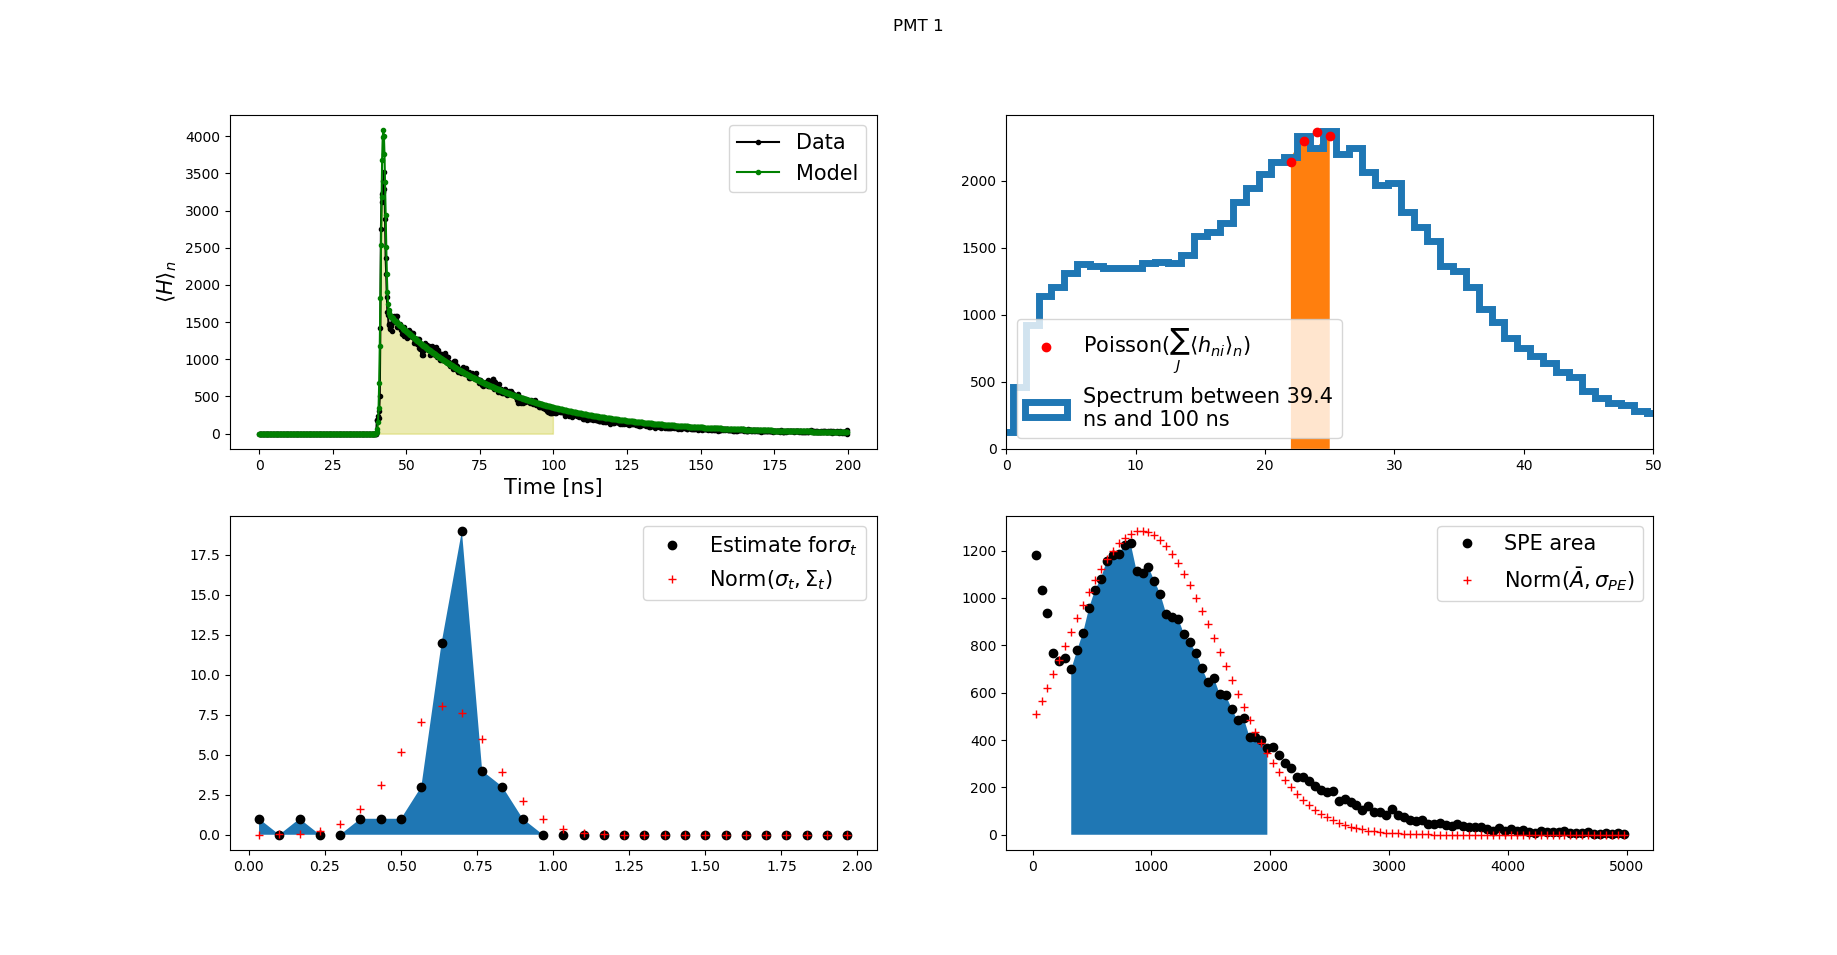 PMT 1
4000
3500
3000
2500
2000
1500
1000
500
0
⟨H⟩n
Data
Model
0 25 50 75 100 125 150 175 200
Time [ns]
2000
1500
1000
500
0
Poisson(∑J⟨hni⟩n)
Spectrum between 39.4
ns and 100 ns
0 10 20 30 40 50
17.5
15.0
12.5
10.0
7.5
5.0
2.5
0.0
Estimate forσt
Norm(σt, Σt)
0.00 0.25 0.50 0.75 1.00 1.25 1.50 1.75 2.00
1200
1000
800
600
400
200
0
SPE area
Norm(Ā, σPE)
0 1000 2000 3000 4000 5000